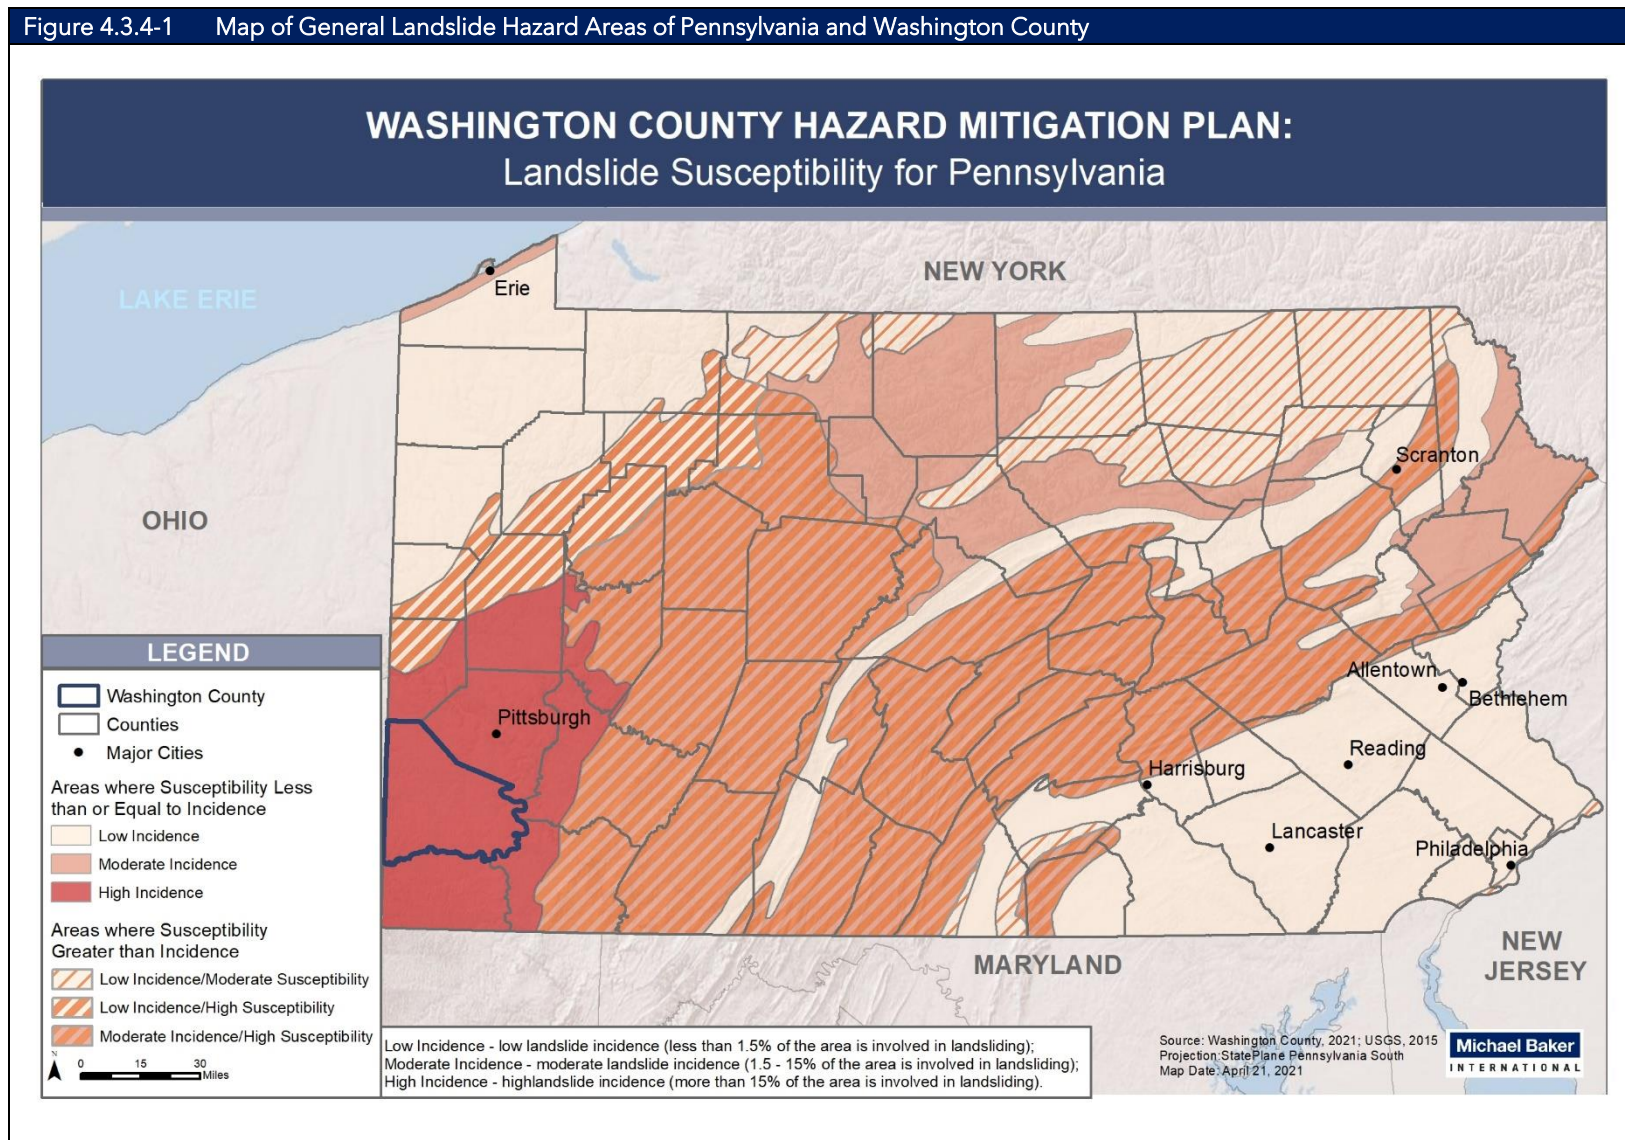 Figure 4.3.4-1 Map of General Landslide Hazard Areas of Pennsylvania and Washington County
WASHINGTON COUNTY HAZARD MITIGATION PLAN:
Landslide Susceptibility for Pennsylvania
NEW YORK
LAKE ERIE
Erie
Scranton
OHIO
Allentown
Bethlehem
Pittsburgh
Reading
Harrisburg
Lancaster
Philadelphia
NEW
JERSEY
MARYLAND
LEGEND
Washington County
Counties
Major Cities
Areas where Susceptibility Less
than or Equal to Incidence
Low Incidence
Moderate Incidence
High Incidence
Areas where Susceptibility
Greater than Incidence
Low Incidence/Moderate Susceptibility
Low Incidence/High Susceptibility
Moderate Incidence/High Susceptibility
N
0 15 30
Miles
Low Incidence - low landslide incidence (less than 1.5% of the area is involved in landsliding);
Moderate Incidence - moderate landslide incidence (1.5 - 15% of the area is involved in landsliding);
High Incidence - highlandslide incidence (more than 15% of the area is involved in landsliding).
Source: Washington County, 2021; USGS, 2015
Projection:StatePlane Pennsylvania South
Map Date: April 21, 2021
Michael Baker
INTERNATIONAL